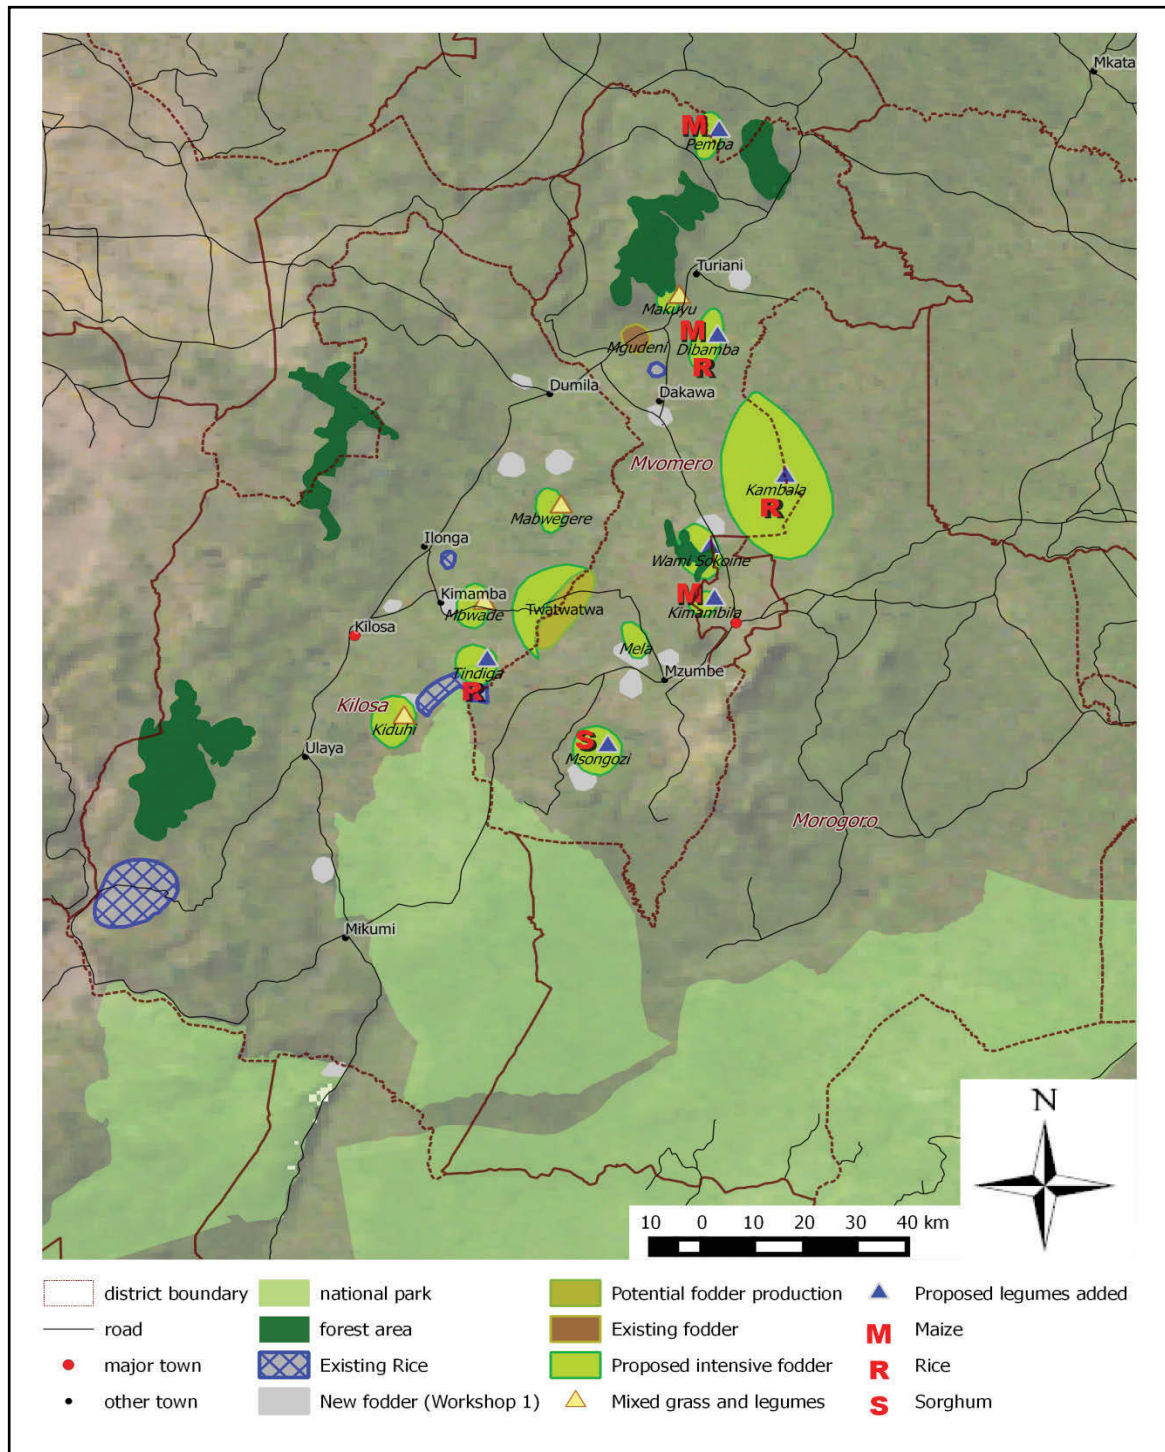 Mkata
M
Pemba
Turiani
Makuyu
M
Mgudeni
Dibamba
R
Dumila
Dakawa
Mvomero
Kambala
R
Mabwegere
Ilonga
Wami Sokoine
Kimamba
M
Mbwade
Twatwatwa
Kimambila
Kilosa
Mela
Tindiga
Mzumbe
R
Kilosa
Kiduhi
S
Ulaya
Msongozi
Morogoro
Mikumi
N
10 0 10 20 30 40 km
district boundary national park Potential fodder production Proposed legumes added
road forest area Existing fodder M Maize
major town Existing Rice Proposed intensive fodder R Rice
other town New fodder (Workshop 1) Mixed grass and legumes S Sorghum